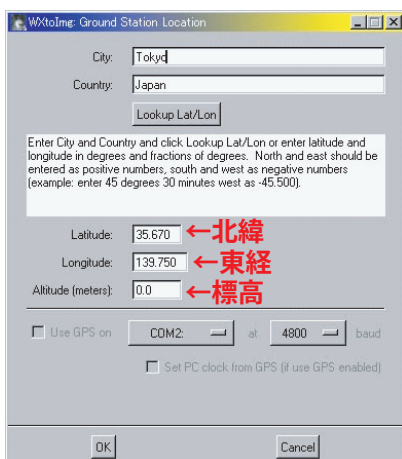 WXtoImg: Ground Station Location
City: Tokyo
Country: Japan
Lookup Lat/Lon
Enter City and Country and click Lookup Lat/Lon or enter latitude and
longitude in degrees and fractions of degrees. North and east should be
entered as positive numbers, south and west as negative numbers
(example: enter 45 degrees 30 minutes west as -45.500).
Latitude: 35.670 ←北緯
Longitude: 139.750 ←東経
Altitude (meters): 0.0 ←標高
Use GPS on COM2: at 4800 baud
Set PC clock from GPS (if use GPS enabled)
OK Cancel